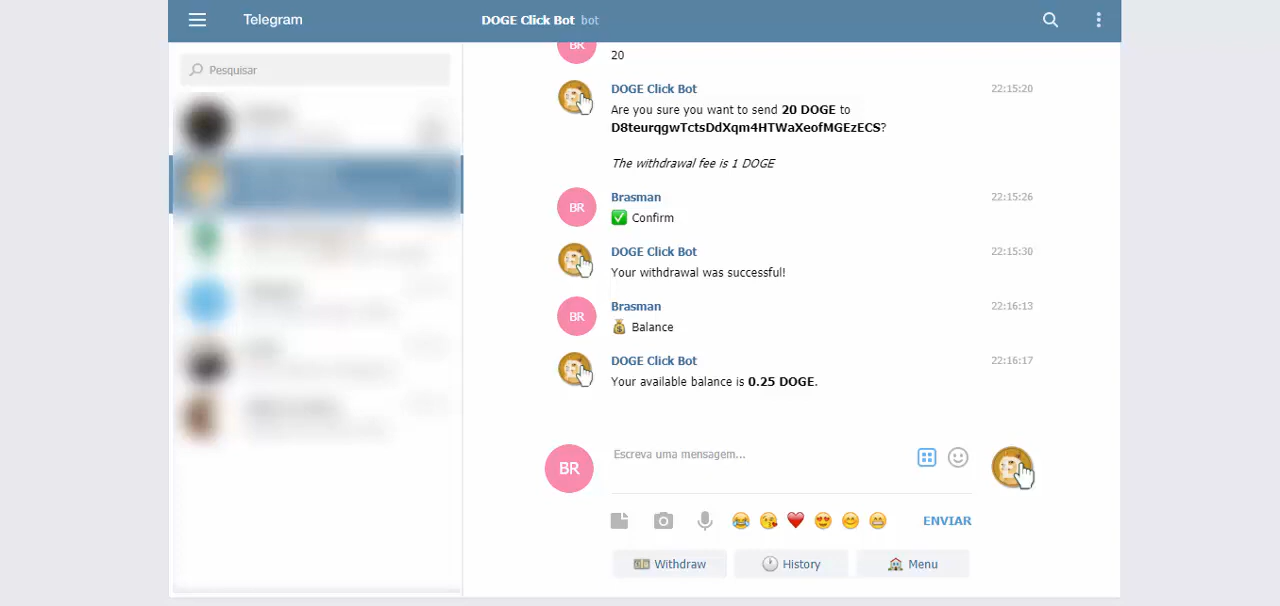 Telegram
DOGE Click Bot bot
Pesquisar
BR
20
DOGE Click Bot 22:15:20
Are you sure you want to send 20 DOGE to
D8teurqgwTctsDdXqm4HTWaXeofMGEzECS?
The withdrawal fee is 1 DOGE
BR
Brasman 22:15:26
Confirm
DOGE Click Bot 22:15:30
Your withdrawal was successful!
BR
Brasman 22:16:13
Balance
DOGE Click Bot 22:16:17
Your available balance is 0.25 DOGE.
BR
Escreva uma mensagem...
ENVIAR
Withdraw
History
Menu